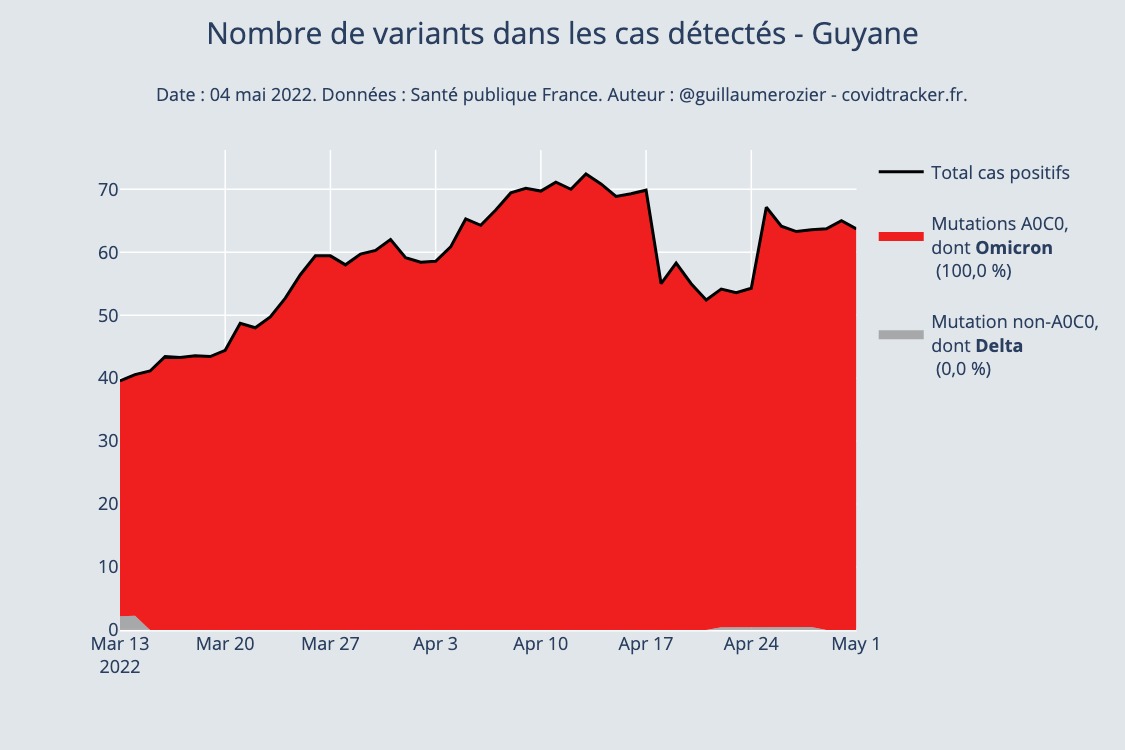 Nombre de variants dans les cas détectés - Guyane
Date : 04 mai 2022. Données : Santé publique France. Auteur : @guillaumerozier - covidtracker.fr.
Total cas positifs
Mutations A0C0,
dont Omicron
(100,0 %)
Mutation non-A0C0,
dont Delta
(0,0 %)
70
60
50
40
30
20
10
0
Mar 13 Mar 20 Mar 27 Apr 3 Apr 10 Apr 17 Apr 24 May 1
2022